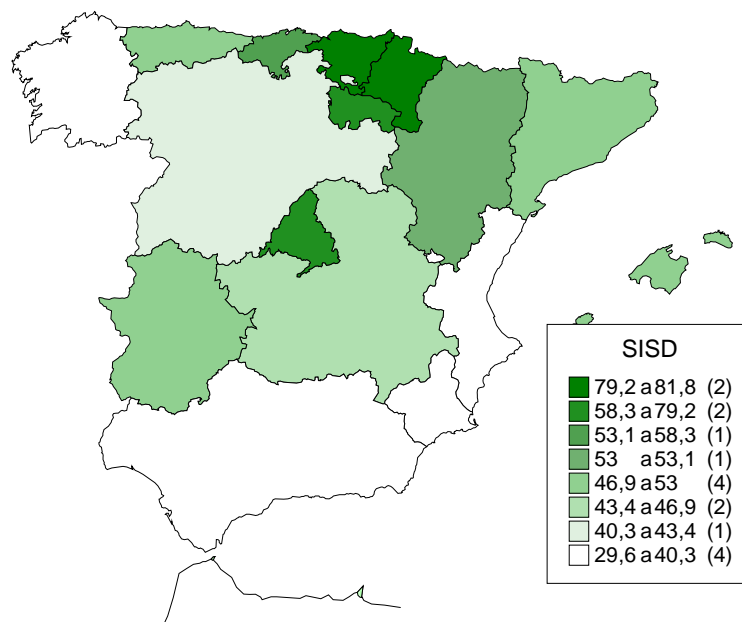 SISD
79,2 a 81,8 (2)
58,3 a 79,2 (2)
53,1 a 58,3 (1)
53 a 53,1 (1)
46,9 a 53 (4)
43,4 a 46,9 (2)
40,3 a 43,4 (1)
29,6 a 40,3 (4)